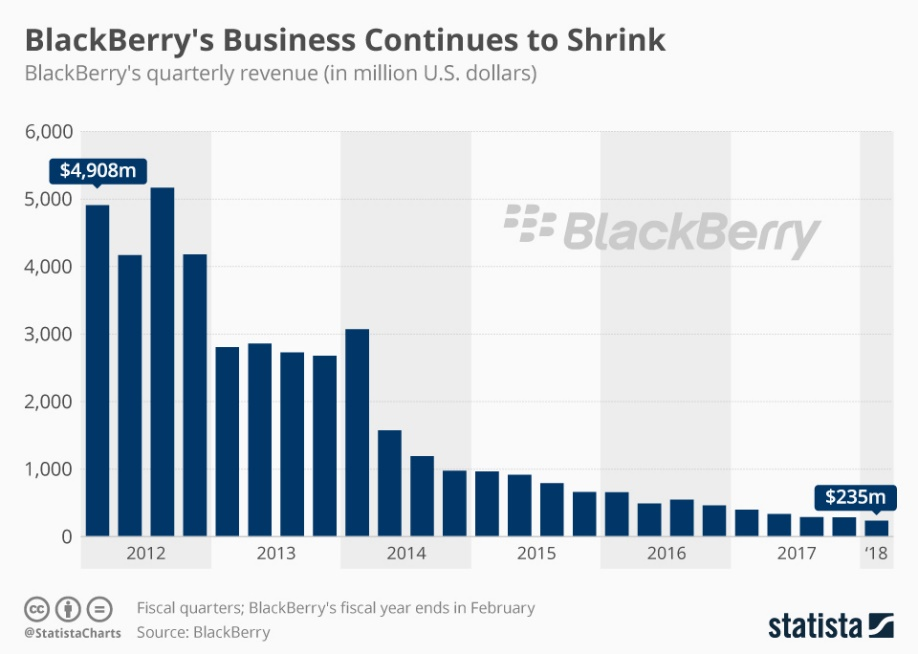 BlackBerry's Business Continues to Shrink
BlackBerry's quarterly revenue (in million U.S. dollars)
6,000
$4,908m
5,000
BlackBerry
4,000
3,000
2,000
1,000
$235m
0
2012 2013 2014 2015 2016 2017 ‘18
cc
Fiscal quarters; BlackBerry's fiscal year ends in February
@StatistaCharts Source: BlackBerry
statista